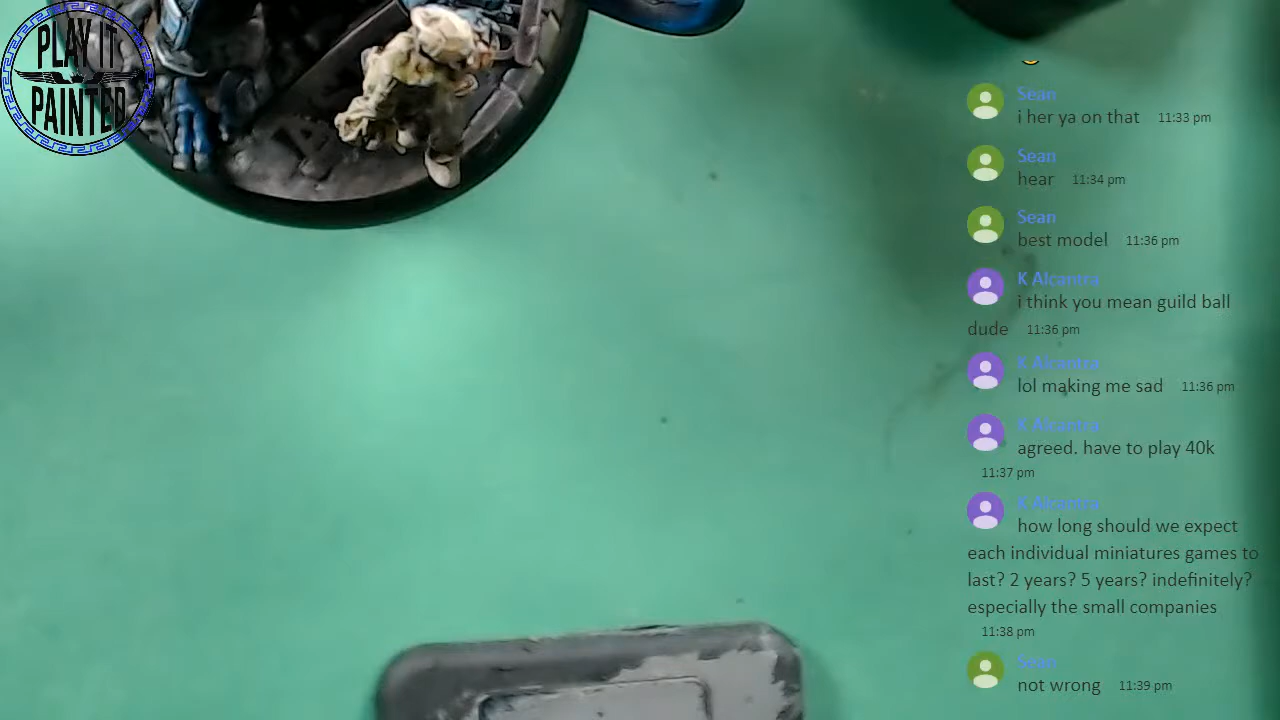 PLAY IT
PAINTED
Sean
i her ya on that 11:33 pm
Sean
hear 11:34 pm
Sean
best model 11:36 pm
K Alcantra
i think you mean guild ball
dude 11:36 pm
K Alcantra
lol making me sad 11:36 pm
K Alcantra
agreed. have to play 40k
11:37 pm
K Alcantra
how long should we expect
each individual miniatures games to
last? 2 years? 5 years? indefinitely?
especially the small companies
11:38 pm
Sean
not wrong 11:39 pm